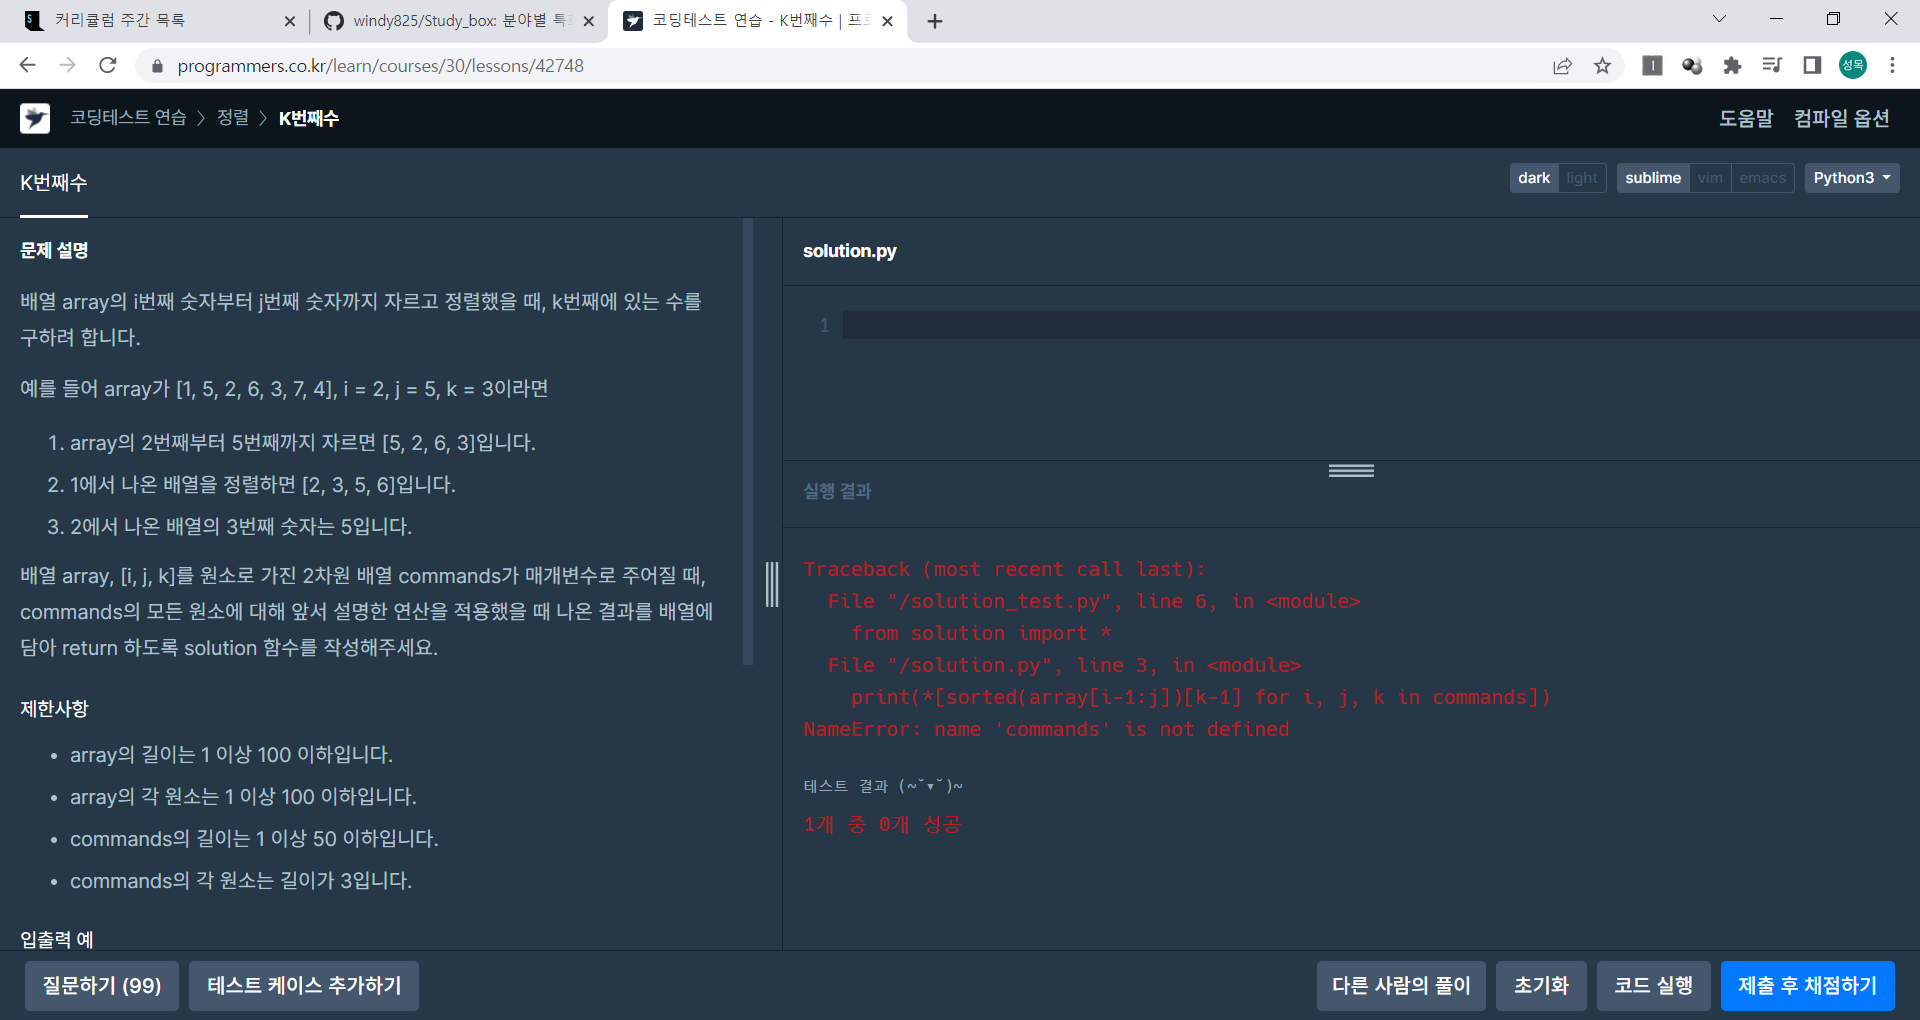 커리큘럼 주간 목록
windy825/Study_box: 분야별 특
코딩테스트 연습 - K번째수 | 프
programmers.co.kr/learn/courses/30/lessons/42748
성목
코딩테스트 연습 > 정렬 > K번째수
도움말 컴파일 옵션
K번째수
dark light sublime vim emacs Python3
문제 설명
배열 array의 i번째 숫자부터 j번째 숫자까지 자르고 정렬했을 때, k번째에 있는 수를
구하려 합니다.
예를 들어 array가 [1, 5, 2, 6, 3, 7, 4], i = 2, j = 5, k = 3이라면
1. array의 2번째부터 5번째까지 자르면 [5, 2, 6, 3]입니다.
2. 1에서 나온 배열을 정렬하면 [2, 3, 5, 6]입니다.
3. 2에서 나온 배열의 3번째 숫자는 5입니다.
배열 array, [i, j, k]를 원소로 가진 2차원 배열 commands가 매개변수로 주어질 때,
commands의 모든 원소에 대해 앞서 설명한 연산을 적용했을 때 나온 결과를 배열에
담아 return 하도록 solution 함수를 작성해주세요.
제한사항
• array의 길이는 1 이상 100 이하입니다.
• array의 각 원소는 1 이상 100 이하입니다.
• commands의 길이는 1 이상 50 이하입니다.
• commands의 각 원소는 길이가 3입니다.
입출력 예
solution.py
1
실행 결과
Traceback (most recent call last):
File "/solution_test.py", line 6, in <module>
from solution import *
File "/solution.py", line 3, in <module>
print(*[sorted(array[i-1:j])[k-1] for i, j, k in commands])
NameError: name 'commands' is not defined
테스트 결과 (~˘▾˘)~
1개 중 0개 성공
질문하기 (99)
테스트 케이스 추가하기
다른 사람의 풀이
초기화
코드 실행
제출 후 채점하기